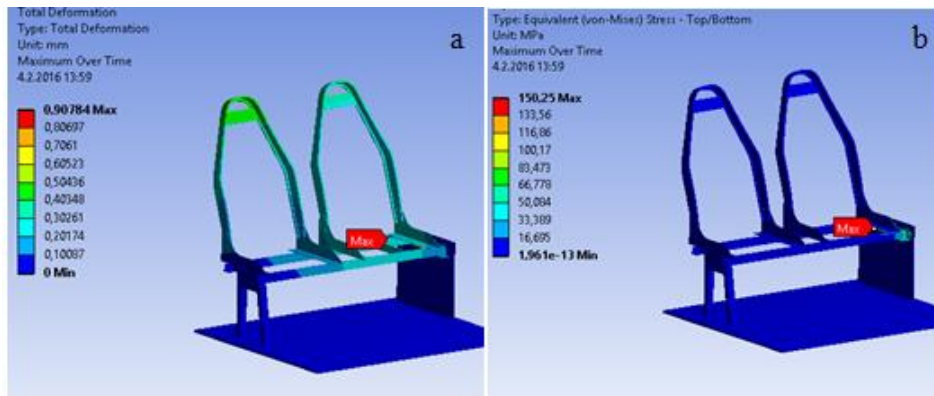 Total Deformation
Type: Total Deformation
Unit: mm
Maximum Over Time
4.2.2016 13:59
a
0,90784 Max
0,80697
0,7061
0,60523
0,50436
0,40348
0,30261
0,20174
0,10087
0 Min
Max
Type: Equivalent (von-Mises) Stress - Top/Bottom
Unit: MPa
Maximum Over Time
4.2.2016 13:59
b
150,25 Max
133,56
116,86
100,17
83,473
66,778
50,084
33,389
16,695
1,961e-13 Min
Max